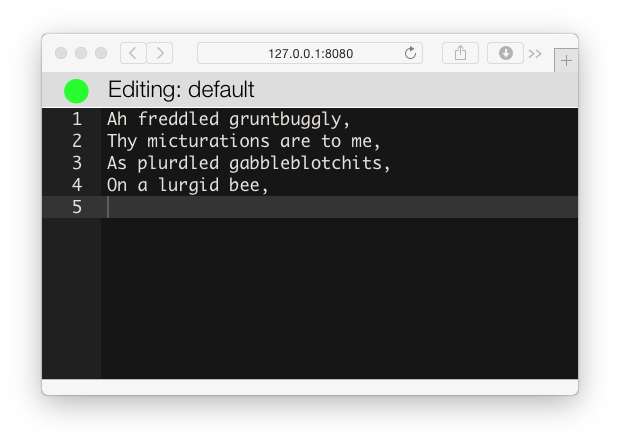 127.0.0.1:8080
Editing: default
1 Ah freddled gruntbuggly,
2 Thy micturations are to me,
3 As plurdled gabbleblotchits,
4 On a lurgid bee,
5